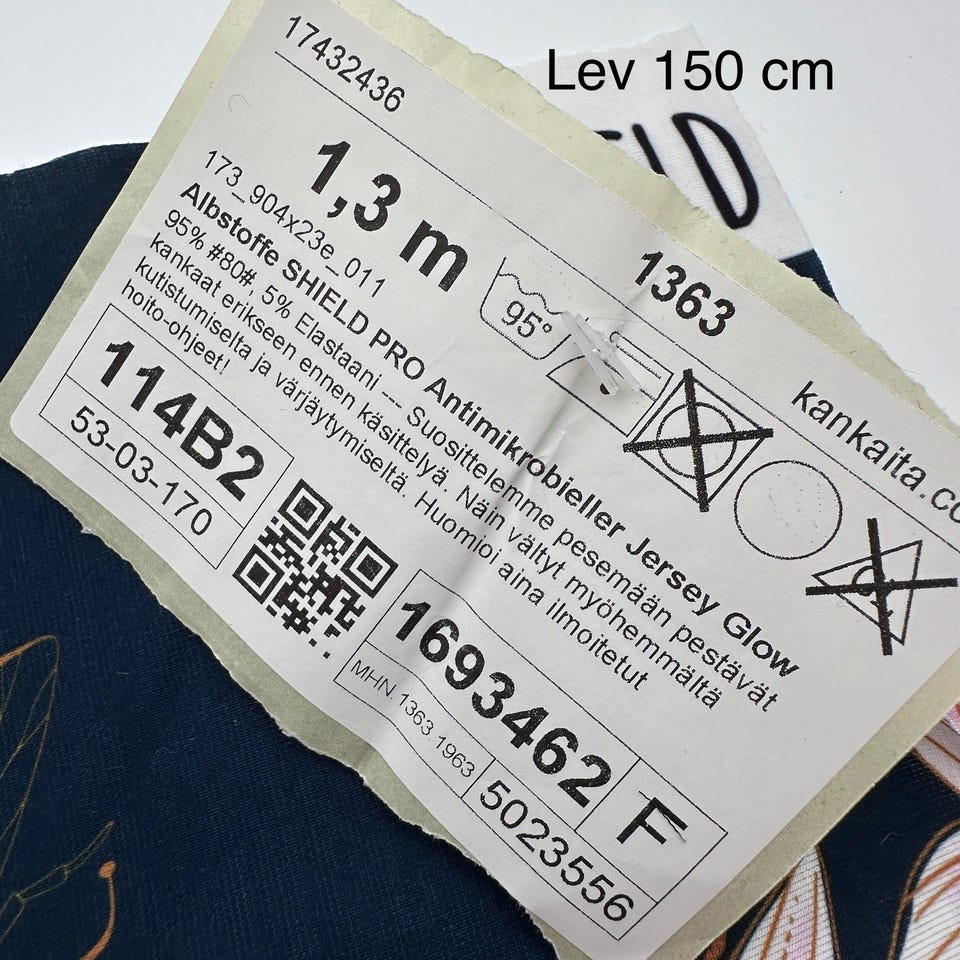 Lev 150 cm
17432436
1,3 m
1363
kankaita.co
173_904x23e_011
Albstoffe SHIELD PRO Antimikrobieller Jersey Glow
95% #80#, 5% Elastaani --- Suosittelemme pesemään pestävät
kankaat erikseen ennen käsittelyä. Näin vältyt myöhemmältä
kutistumiselta ja värjäytymiseltä. Huomioi aina ilmoitetut
hoito-ohjeet!
95°
114B2
53-03-170
1693462
F
MHN. 1363 1963
5023556